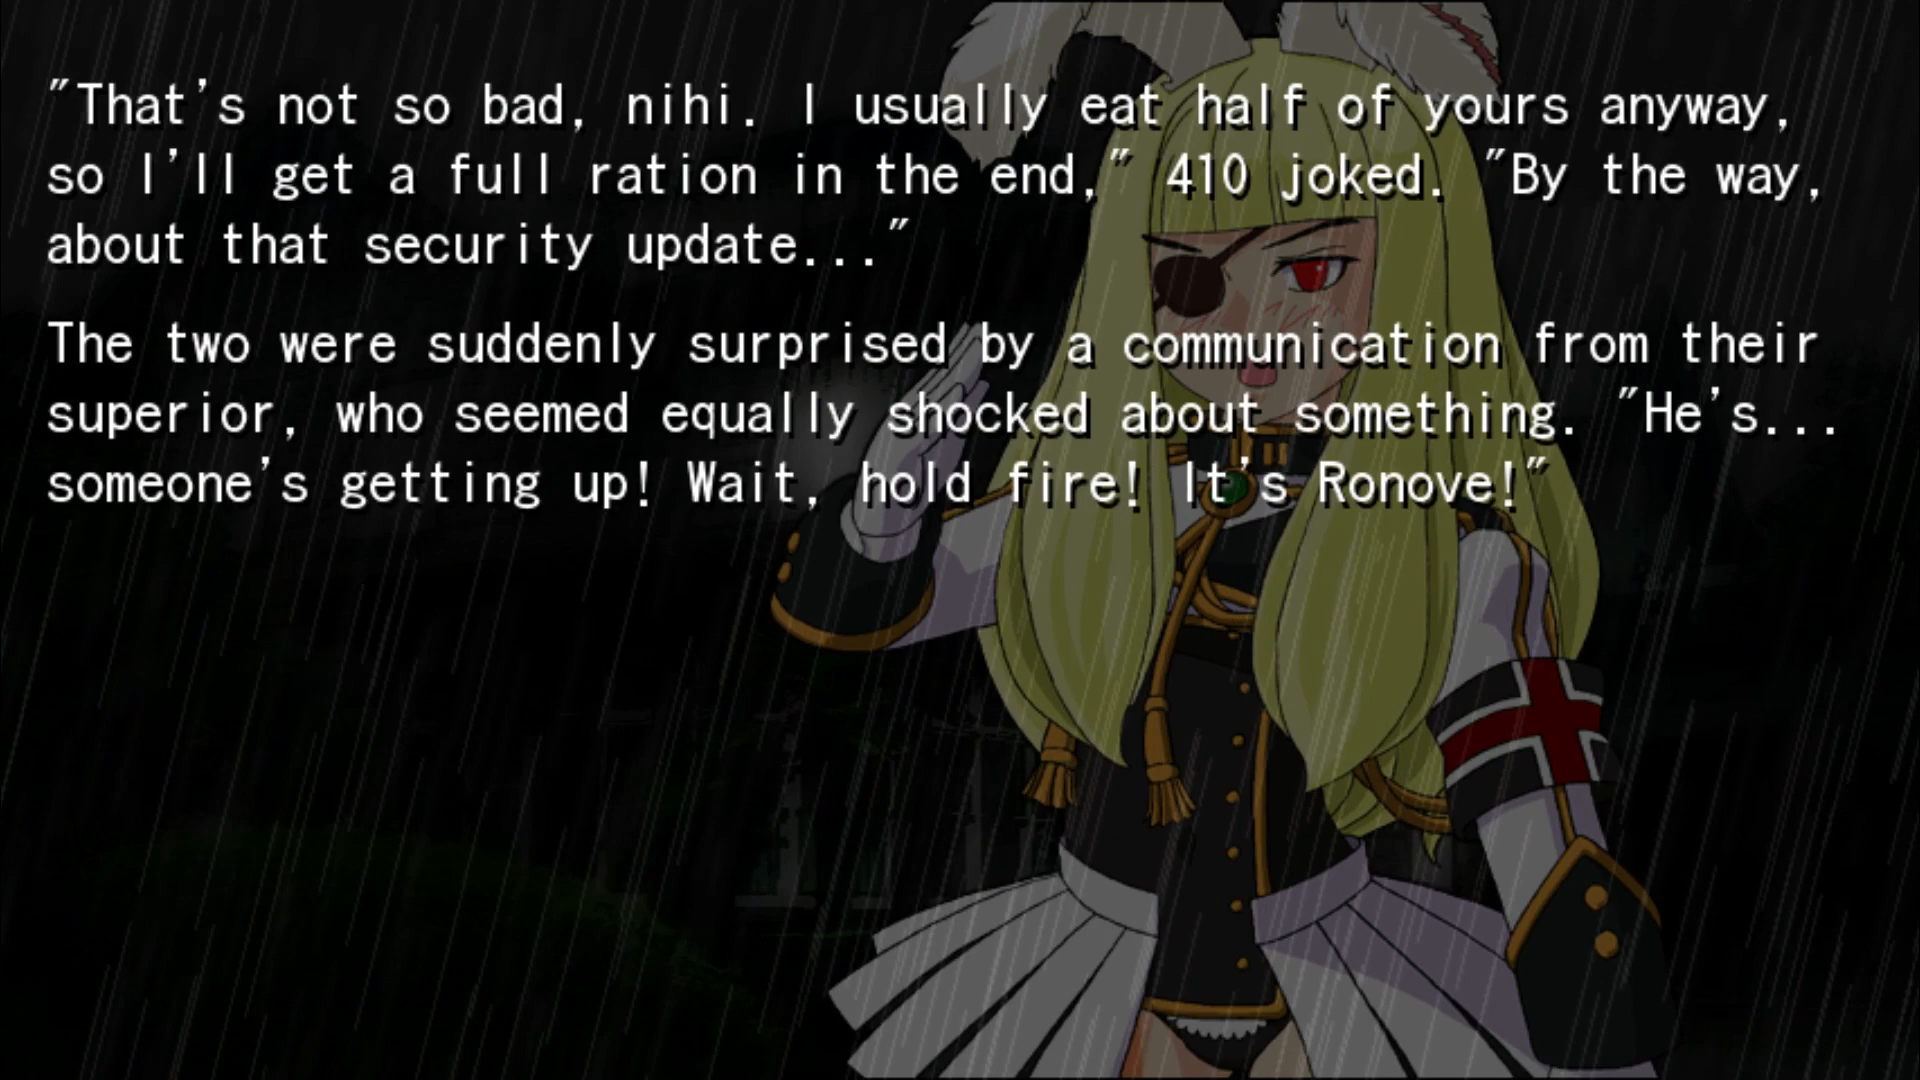 "That's not so bad, nihi. I usually eat half of yours anyway,
so I'll get a full ration in the end," 410 joked. "By the way,
about that security update..."
The two were suddenly surprised by a communication from their
superior, who seemed equally shocked about something. "He's...
someone's getting up! Wait, hold fire! It's Ronove!"